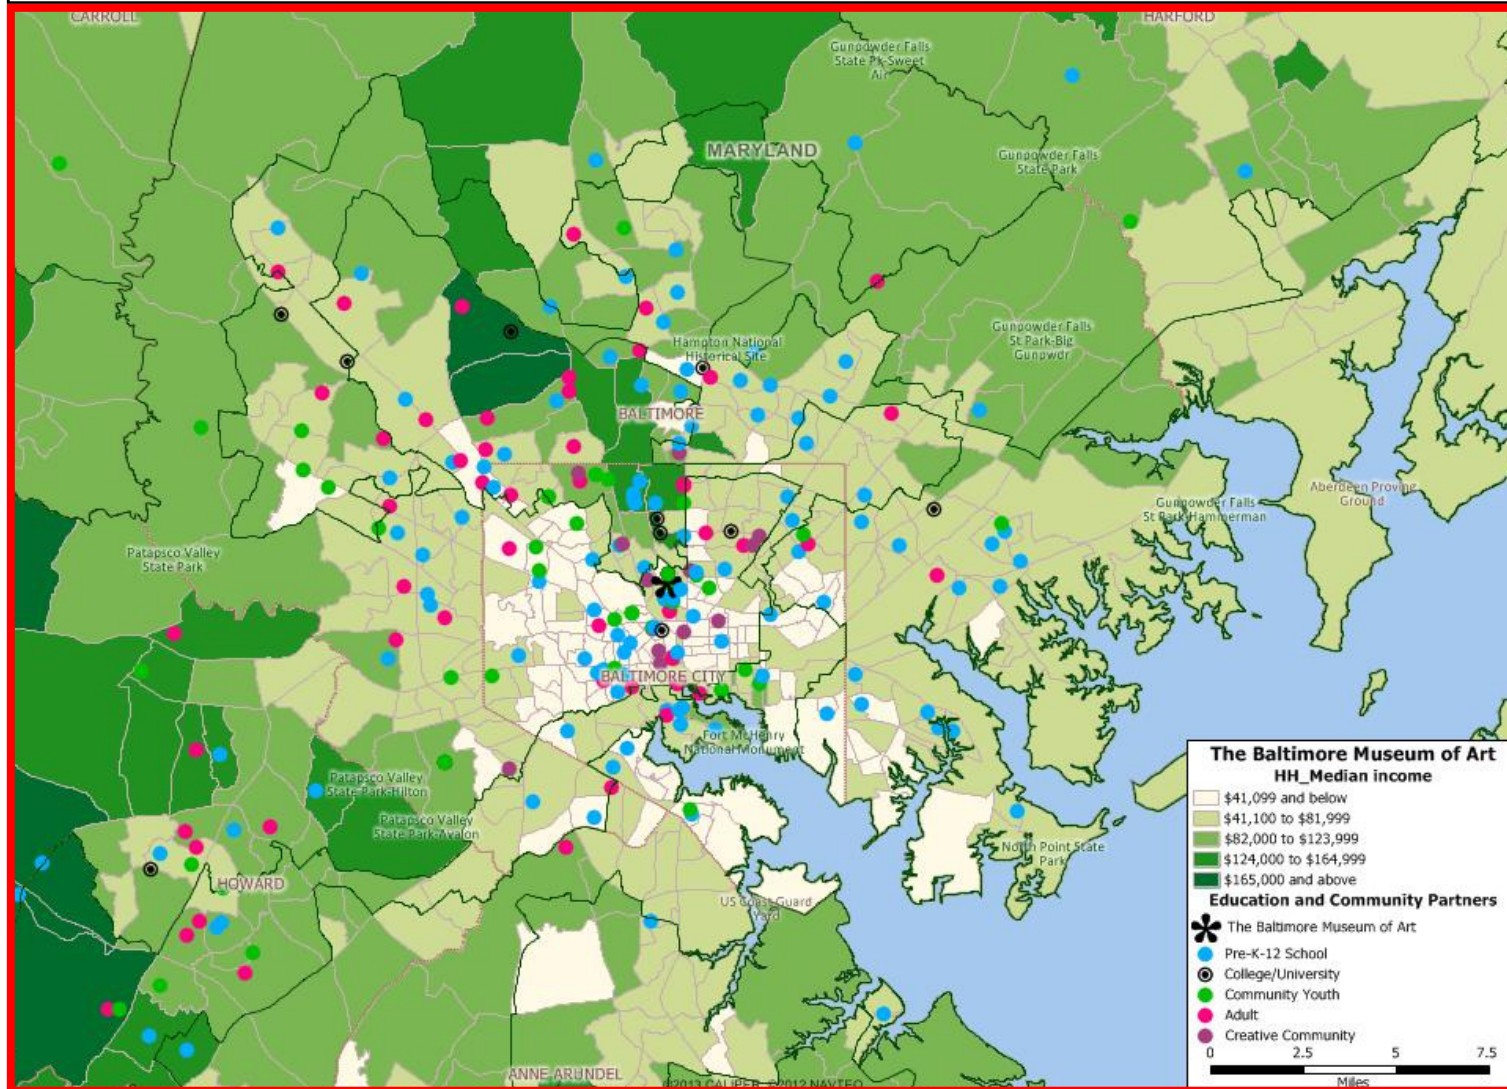 CARROLL
HARFORD
Gunpowder Falls
State Pk-Sweet
Air
MARYLAND
Gunpowder Falls
State Park
Gunpowder Falls
St Park-Big
Gunpwdr
Hampton National
Historical Site
BALTIMORE
Aberdeen Proving
Ground
Gunpowder Falls
St Park-Hammerman
Patapsco Valley
State Park
BALTIMORE CITY
Fort McHenry
National Monument
Patapsco Valley
State Park-Hilton
Patapsco Valley
State Park-Avalon
North Point State
Park
HOWARD
US Coast Guard
Yard
ANNE ARUNDEL
©2013 CALIPER ©2012 NAVTEQ
The Baltimore Museum of Art
HH_Median income
$41,099 and below
$41,100 to $81,999
$82,000 to $123,999
$124,000 to $164,999
$165,000 and above
Education and Community Partners
The Baltimore Museum of Art
Pre-K-12 School
College/University
Community Youth
Adult
Creative Community
0 2.5 5 7.5
Miles